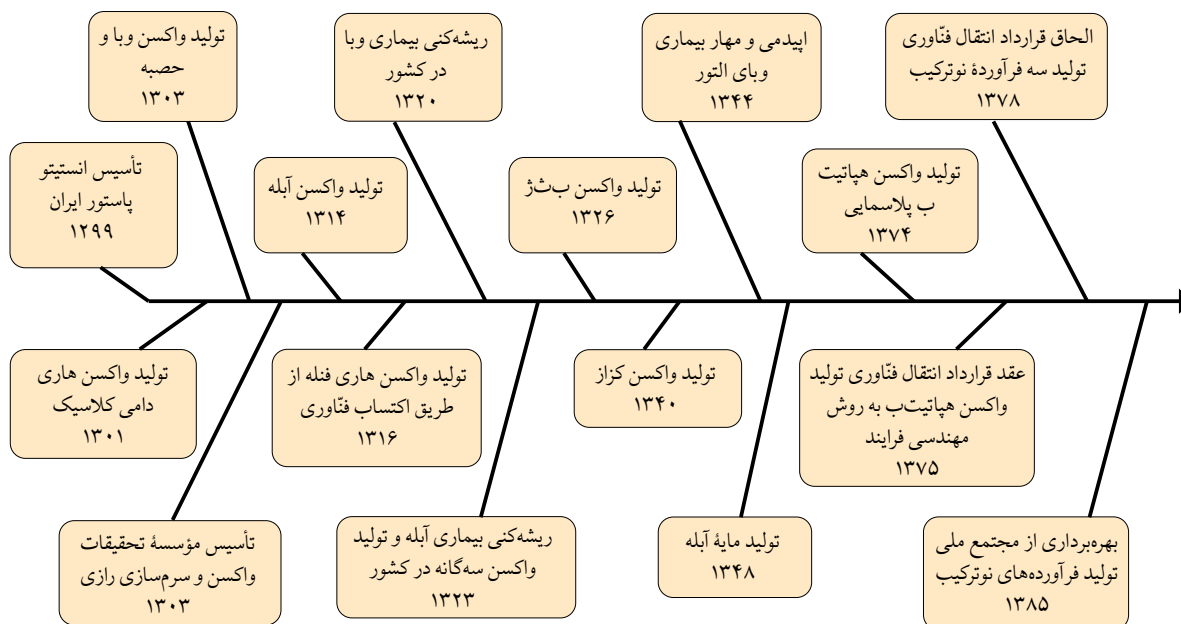 تولید واکسن وبا و
حصبه
۱۳۰۳
ریشه‌کنی بیماری وبا
در کشور
۱۳۲۰
اپیدمی و مهار بیماری
وبای التور
۱۳۴۴
الحاق قرارداد انتقال فنّاوری
تولید سه فرآوردۀ نوترکیب
۱۳۷۸
تأسیس انستیتو
پاستور ایران
۱۲۹۹
تولید واکسن آبله
۱۳۱۴
تولید واکسن ب‌ث‌ژ
۱۳۲۶
تولید واکسن هپاتیت
ب پلاسمایی
۱۳۷۴
تولید واکسن هاری
دامی کلاسیک
۱۳۰۱
تولید واکسن هاری فنله از
طریق اکتساب فنّاوری
۱۳۱۶
تولید واکسن کزاز
۱۳۴۰
عقد قرارداد انتقال فنّاوری تولید
واکسن هپاتیت‌ب به روش
مهندسی فرایند
۱۳۷۵
تأسیس مؤسسۀ تحقیقات
واکسن و سرم‌سازی رازی
۱۳۰۳
ریشه‌کنی بیماری آبله و تولید
واکسن سه‌گانه در کشور
۱۳۲۳
تولید مایۀ آبله
۱۳۴۸
بهره‌برداری از مجتمع ملی
تولید فرآورده‌های نوترکیب
۱۳۸۵